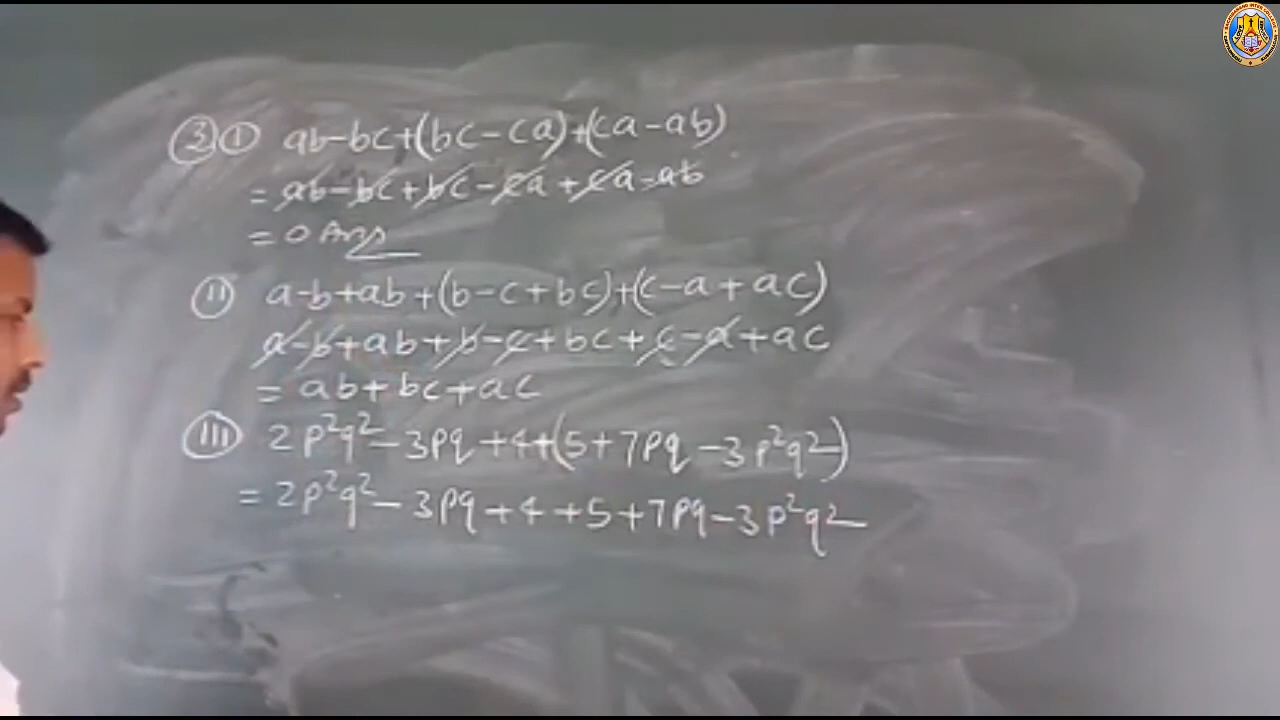 ③ ① ab-bc+(bc-ca)+(ca-ab)
= ab-bc+bc-ca+ca-ab
= 0 Ans
(ii) a-b+ab+(b-c+bc)+(c-a+ac)
a-b+ab+b-c+bc+c-a+ac
= ab+bc+ac
(iii) 2p²q²-3pq+4+(5+7pq-3p²q²)
= 2p²q²-3pq+4+5+7pq-3p²q²